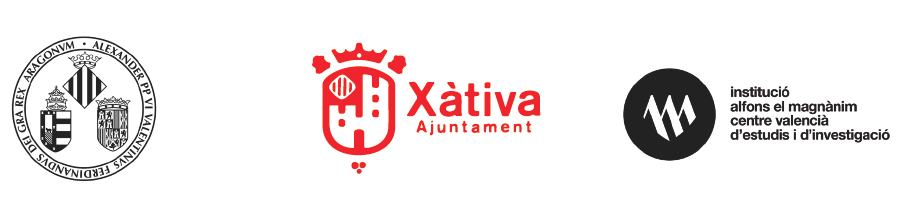 · ALEXANDER PP VI VALENTINVS FERDINANDVS DEI GRA REX ARAGONVM
Xàtiva
Ajuntament
institució
alfons el magnànim
centre valencià
d'estudis i d'investigació